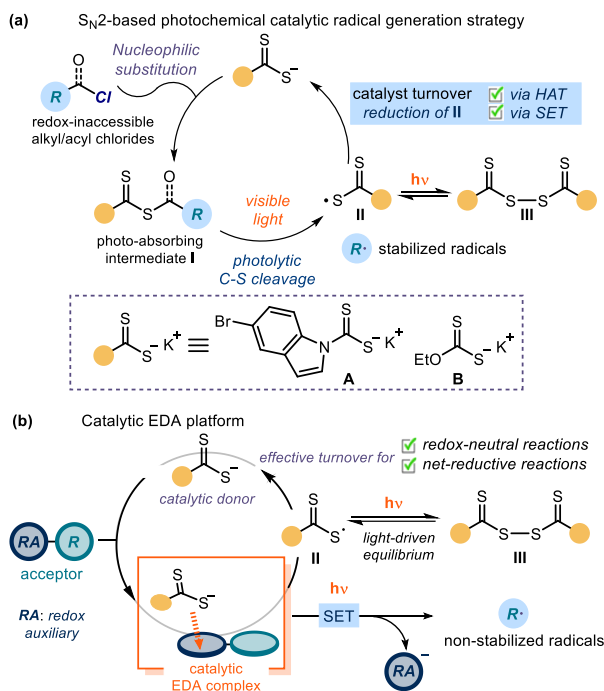 (a) S_N2-based photochemical catalytic radical generation strategy
Nucleophilic
substitution
O
R
Cl
redox-inaccessible
alkyl/acyl chlorides
S
S⁻
catalyst turnover
reduction of II
via HAT
via SET
S
O
S
R
photo-absorbing
intermediate I
visible
light
photolytic
C-S cleavage
S
•S
II
hν
S
S
S—S
III
R• stabilized radicals
S
S⁻ K⁺
≡
Br
N
S
S⁻ K⁺
A
S
EtO
S⁻ K⁺
B
(b) Catalytic EDA platform
S
S⁻
catalytic donor
effective turnover for
redox-neutral reactions
net-reductive reactions
RA
R
acceptor
RA: redox
auxiliary
S
S•
II
hν
light-driven
equilibrium
S
S
S—S
III
S
S⁻
catalytic
EDA complex
hν
SET
RA⁻
R•
non-stabilized radicals